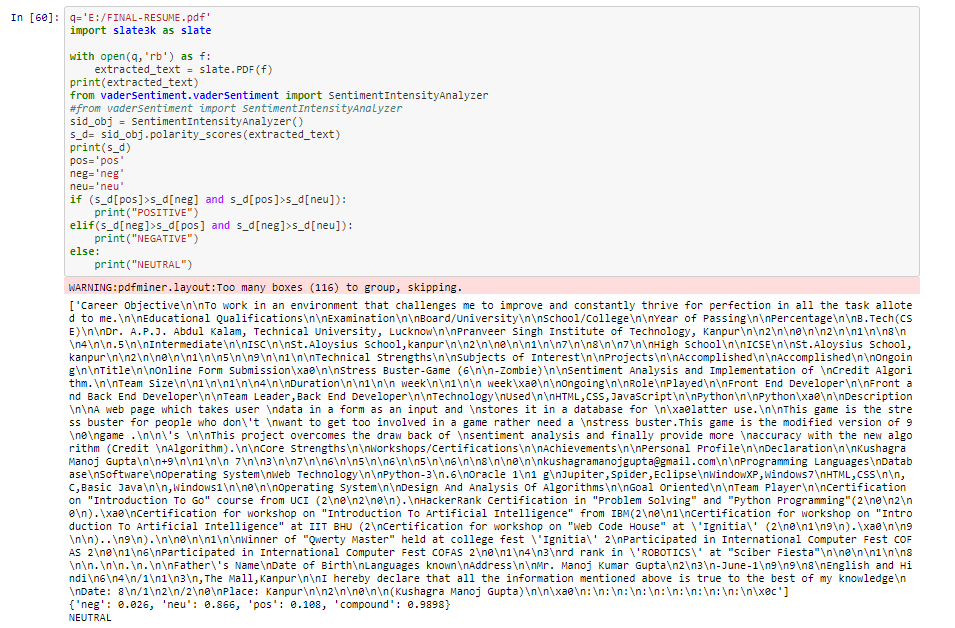 In [60]: q='E:/FINAL-RESUME.pdf'
import slate3k as slate
with open(q,'rb') as f:
    extracted_text = slate.PDF(f)
print(extracted_text)
from vaderSentiment.vaderSentiment import SentimentIntensityAnalyzer
#from vaderSentiment import SentimentIntensityAnalyzer
sid_obj = SentimentIntensityAnalyzer()
s_d= sid_obj.polarity_scores(extracted_text)
print(s_d)
pos='pos'
neg='neg'
neu='neu'
if (s_d[pos]>s_d[neg] and s_d[pos]>s_d[neu]):
    print("POSITIVE")
elif(s_d[neg]>s_d[pos] and s_d[neg]>s_d[neu]):
    print("NEGATIVE")
else:
    print("NEUTRAL")
WARNING:pdfminer.layout:Too many boxes (116) to group, skipping.
['Career Objective\n\nTo work in an environment that challenges me to improve and constantly thrive for perfection in all the task allote
d to me.\n\nEducational Qualifications\n\nExamination\n\nBoard/University\n\nSchool/College\n\nYear of Passing\n\nPercentage\n\nB.Tech(CS
E)\n\nDr. A.P.J. Abdul Kalam, Technical University, Lucknow\n\nPranveer Singh Institute of Technology, Kanpur\n\n2\n\n0\n\n2\n\n1\n\n8\n
\n4\n\n.5\n\nIntermediate\n\nISC\n\nSt.Aloysius School,kanpur\n\n2\n\n0\n\n1\n\n7\n\n8\n\n7\n\nHigh School\n\nICSE\n\nSt.Aloysius School,
kanpur\n\n2\n\n0\n\n1\n\n5\n\n9\n\n1\n\nTechnical Strengths\n\nSubjects of Interest\n\nProjects\n\nAccomplished\n\nAccomplished\n\nOngoin
g\n\nTitle\n\nOnline Form Submission\xa0\n\nStress Buster-Game (6\n\n-Zombie)\n\nSentiment Analysis and Implementation of \nCredit Algori
thm.\n\nTeam Size\n\n1\n\n1\n\n4\n\nDuration\n\n1\n\n week\n\n1\n\n week\xa0\n\nOngoing\n\nRole\nPlayed\n\nFront End Developer\n\nFront a
nd Back End Developer\n\nTeam Leader,Back End Developer\n\nTechnology\nUsed\n\nHTML,CSS,JavaScript\n\nPython\n\nPython\xa0\n\nDescription
\n\nA web page which takes user \ndata in a form as an input and \nstores it in a database for \n\xa0latter use.\n\nThis game is the stre
ss buster for people who don\'t \nwant to get too involved in a game rather need a \nstress buster.This game is the modified version of 9
\n0\ngame .\n\n\'s \n\nThis project overcomes the draw back of \nsentiment analysis and finally provide more \naccuracy with the new algo
rithm (Credit \nAlgorithm).\n\nCore Strengths\n\nWorkshops/Certifications\n\nAchievements\n\nPersonal Profile\n\nDeclaration\n\nKushagra
Manoj Gupta\n\n+9\n\n1\n\n 7\n\n3\n\n7\n\n6\n\n5\n\n6\n\n5\n\n6\n\n8\n\n0\n\nkushagramanojgupta@gmail.com\n\nProgramming Languages\nDatab
ase\nSoftware\nOperating System\nWeb Technology\n\nPython-3\n.6\nOracle 1\n1 g\nJupiter,Spider,Eclipse\nWindowXP,Windows7\nHTML,CSS\n\n,
C,Basic Java\n\n,Windows1\n\n0\n\nOperating System\n\nDesign And Analysis Of Algorithms\n\nGoal Oriented\n\nTeam Player\n\nCertification
on "Introduction To Go" course from UCI (2\n0\n2\n0\n).\nHackerRank Certification in "Problem Solving" and "Python Programming"(2\n0\n2\n
0\n).\xa0\nCertification for workshop on "Introduction To Artificial Intelligence" from IBM(2\n0\n1\nCertification for workshop on "Intro
duction To Artificial Intelligence" at IIT BHU (2\nCertification for workshop on "Web Code House" at \'Ignitia\' (2\n0\n1\n9\n).\xa0\n\n9
\n\n)..\n9\n).\n\n0\n\n1\n\nWinner of "Qwerty Master" held at college fest \'Ignitia\' 2\nParticipated in International Computer Fest COF
AS 2\n0\n1\n6\nParticipated in International Computer Fest COFAS 2\n0\n1\n4\n3\nrd rank in \'ROBOTICS\' at "Sciber Fiesta"\n\n0\n\n1\n\n8
\n\n.\n\n.\n.\n\nFather\'s Name\nDate of Birth\nLanguages known\nAddress\n\nMr. Manoj Kumar Gupta\n2\n3\n-June-1\n9\n9\n8\nEnglish and Hi
ndi\n6\n4\n/1\n1\n3\n,The Mall,Kanpur\n\nI hereby declare that all the information mentioned above is true to the best of my knowledge\n
\nDate: 8\n/1\n2\n/2\n0\nPlace: Kanpur\n\n2\n\n0\n\n(Kushagra Manoj Gupta)\n\n\xa0\n:\n:\n:\n:\n:\n:\n:\n:\n:\n\x0c']
{'neg': 0.026, 'neu': 0.866, 'pos': 0.108, 'compound': 0.9898}
NEUTRAL